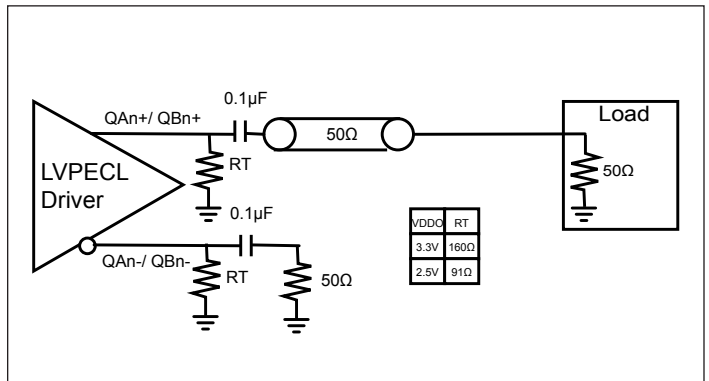 0.1µF
QAn+/ QBn+
50Ω
Load
RT
50Ω
LVPECL
Driver
0.1µF
QAn-/ QBn-
RT
50Ω
VDDO RT
3.3V 160Ω
2.5V 91Ω